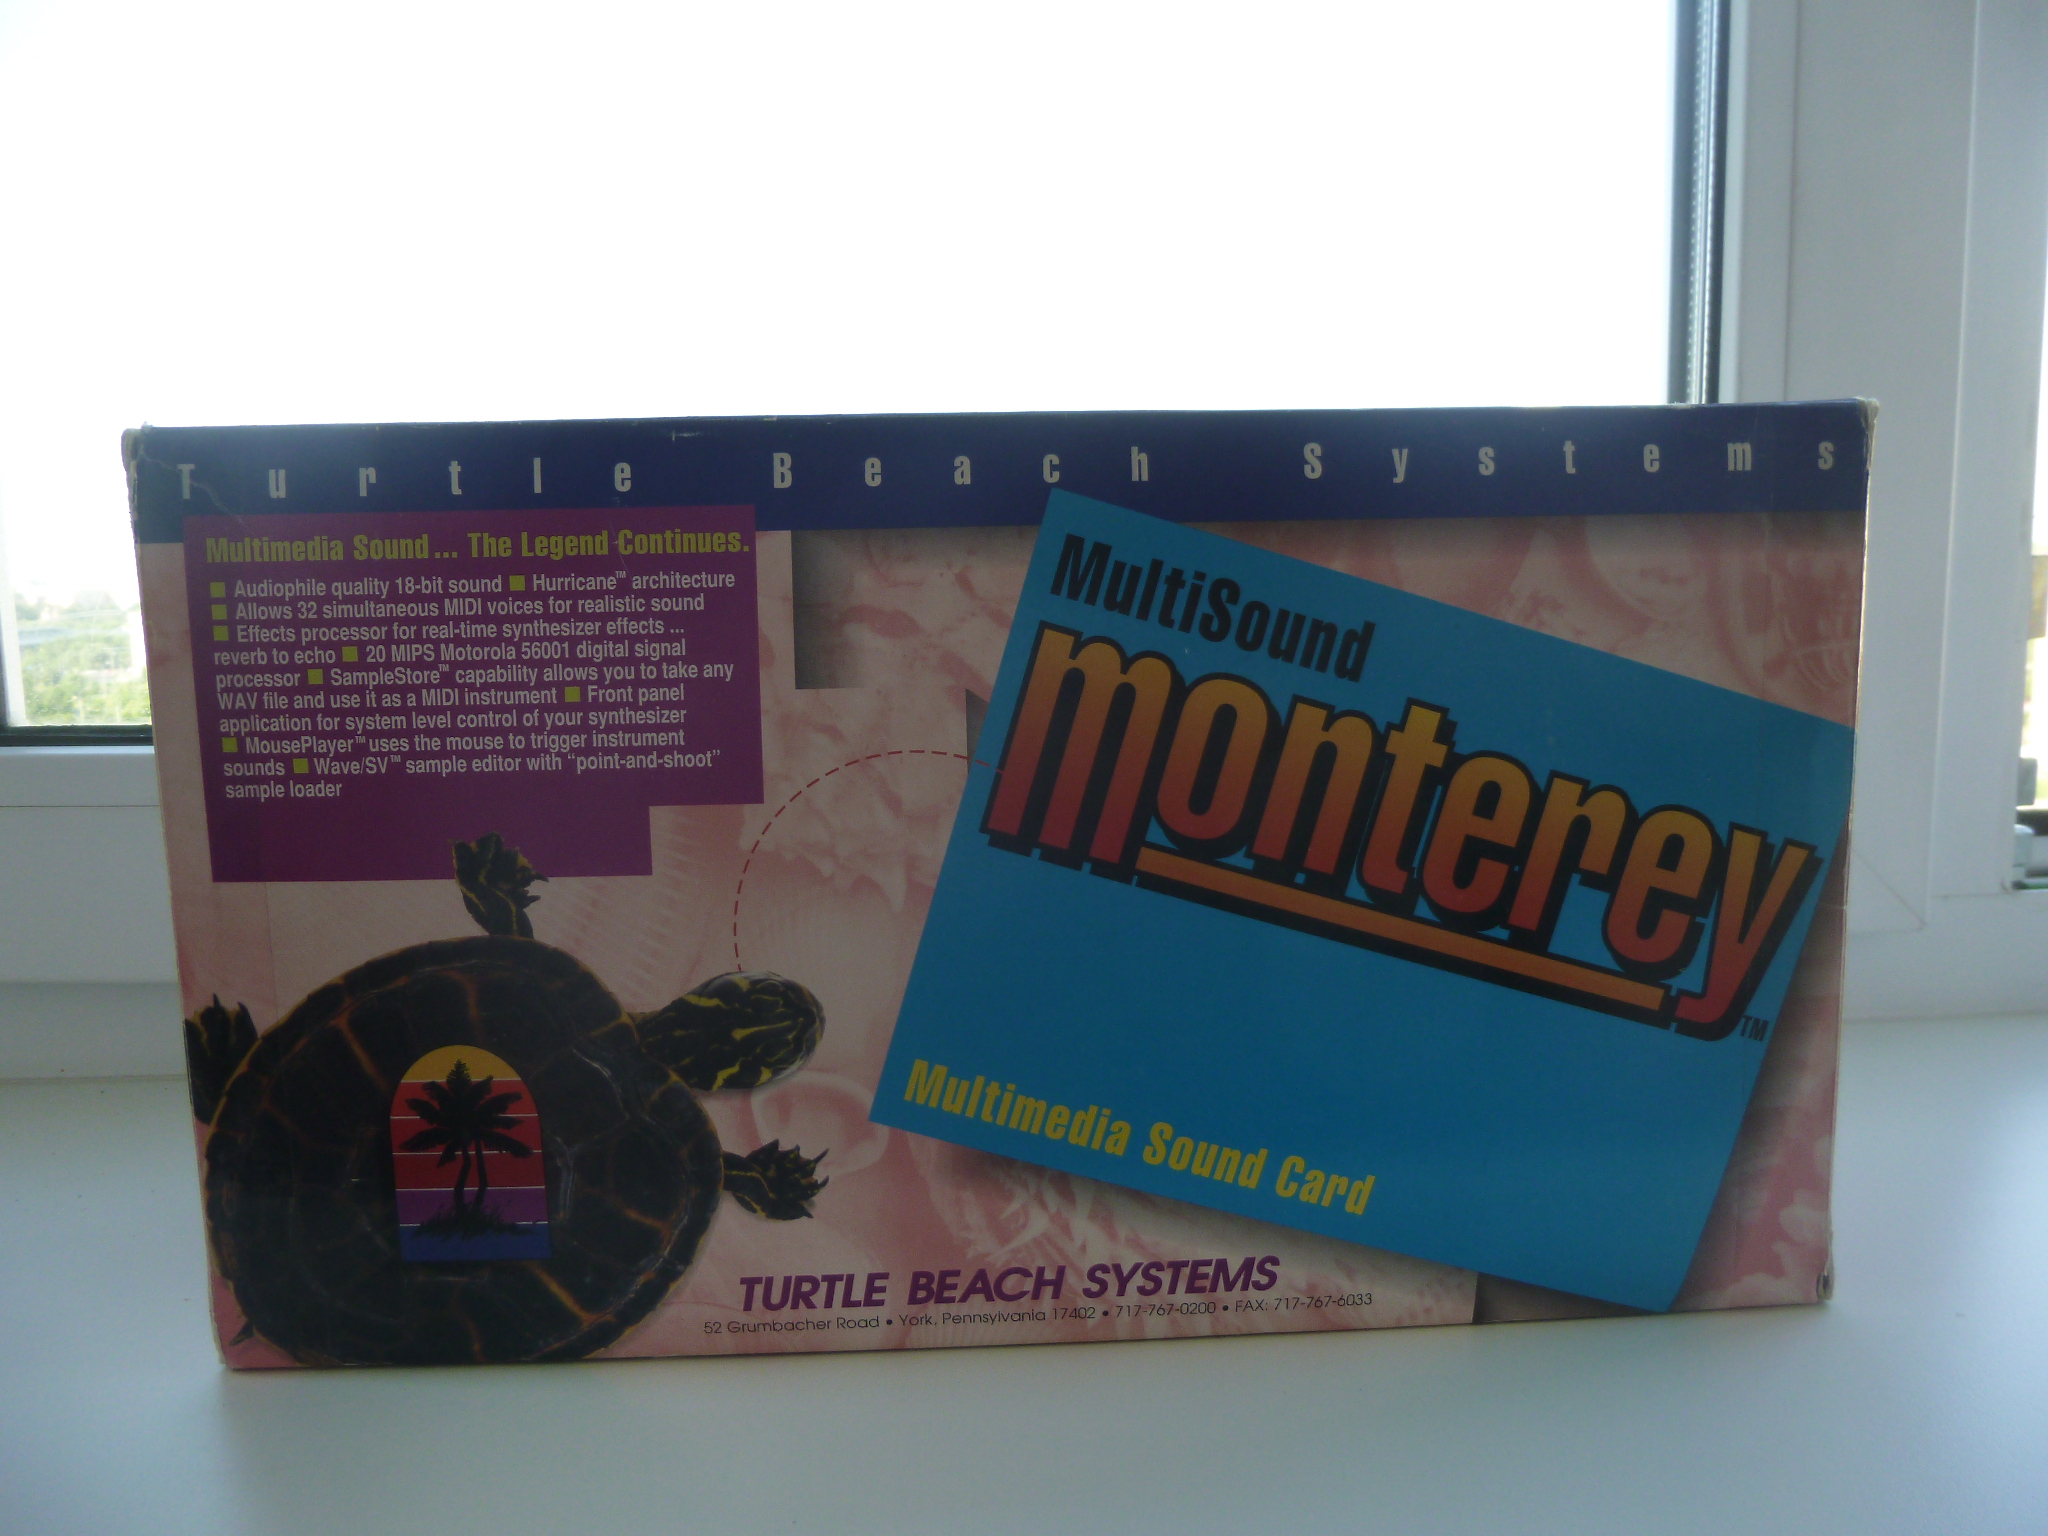 Turtle Beach Systems
Multimedia Sound... The Legend Continues.
■ Audiophile quality 18-bit sound ■ Hurricane™ architecture
■ Allows 32 simultaneous MIDI voices for realistic sound
■ Effects processor for real-time synthesizer effects ...
reverb to echo ■ 20 MIPS Motorola 56001 digital signal
processor ■ SampleStore™ capability allows you to take any
WAV file and use it as a MIDI instrument ■ Front panel
application for system level control of your synthesizer
■ MousePlayer™ uses the mouse to trigger instrument
sounds ■ Wave/SV™ sample editor with “point-and-shoot”
sample loader
MultiSound
monterey™
Multimedia Sound Card
TURTLE BEACH SYSTEMS
52 Grumbacher Road • York, Pennsylvania 17402 • 717-767-0200 • FAX: 717-767-6033